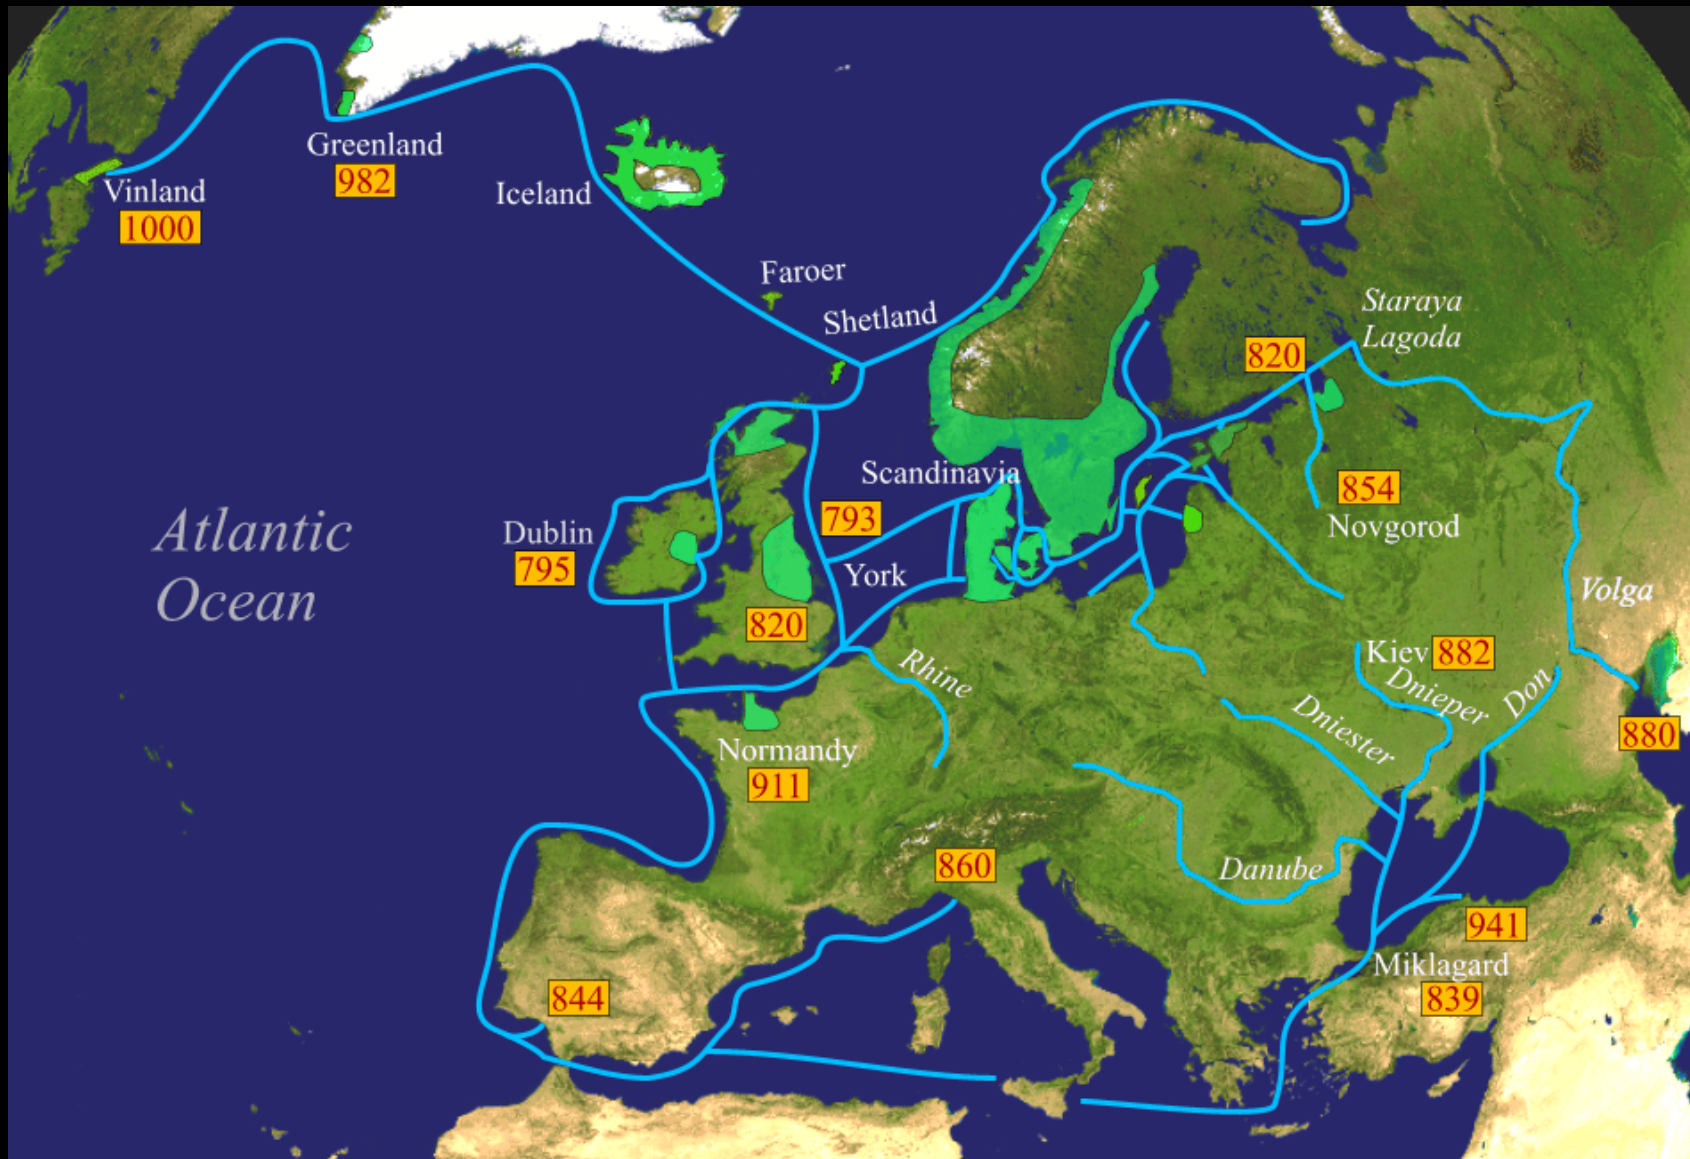 Greenland
982
Vinland
1000
Iceland
Faroer
Shetland
Staraya
Lagoda
820
Scandinavia
793
854
Novgorod
Atlantic
Ocean
Dublin
795
York
820
Volga
Kiev 882
Rhine
Dnieper
Don
Dniester
880
Normandy
911
860
Danube
941
Miklagard
839
844